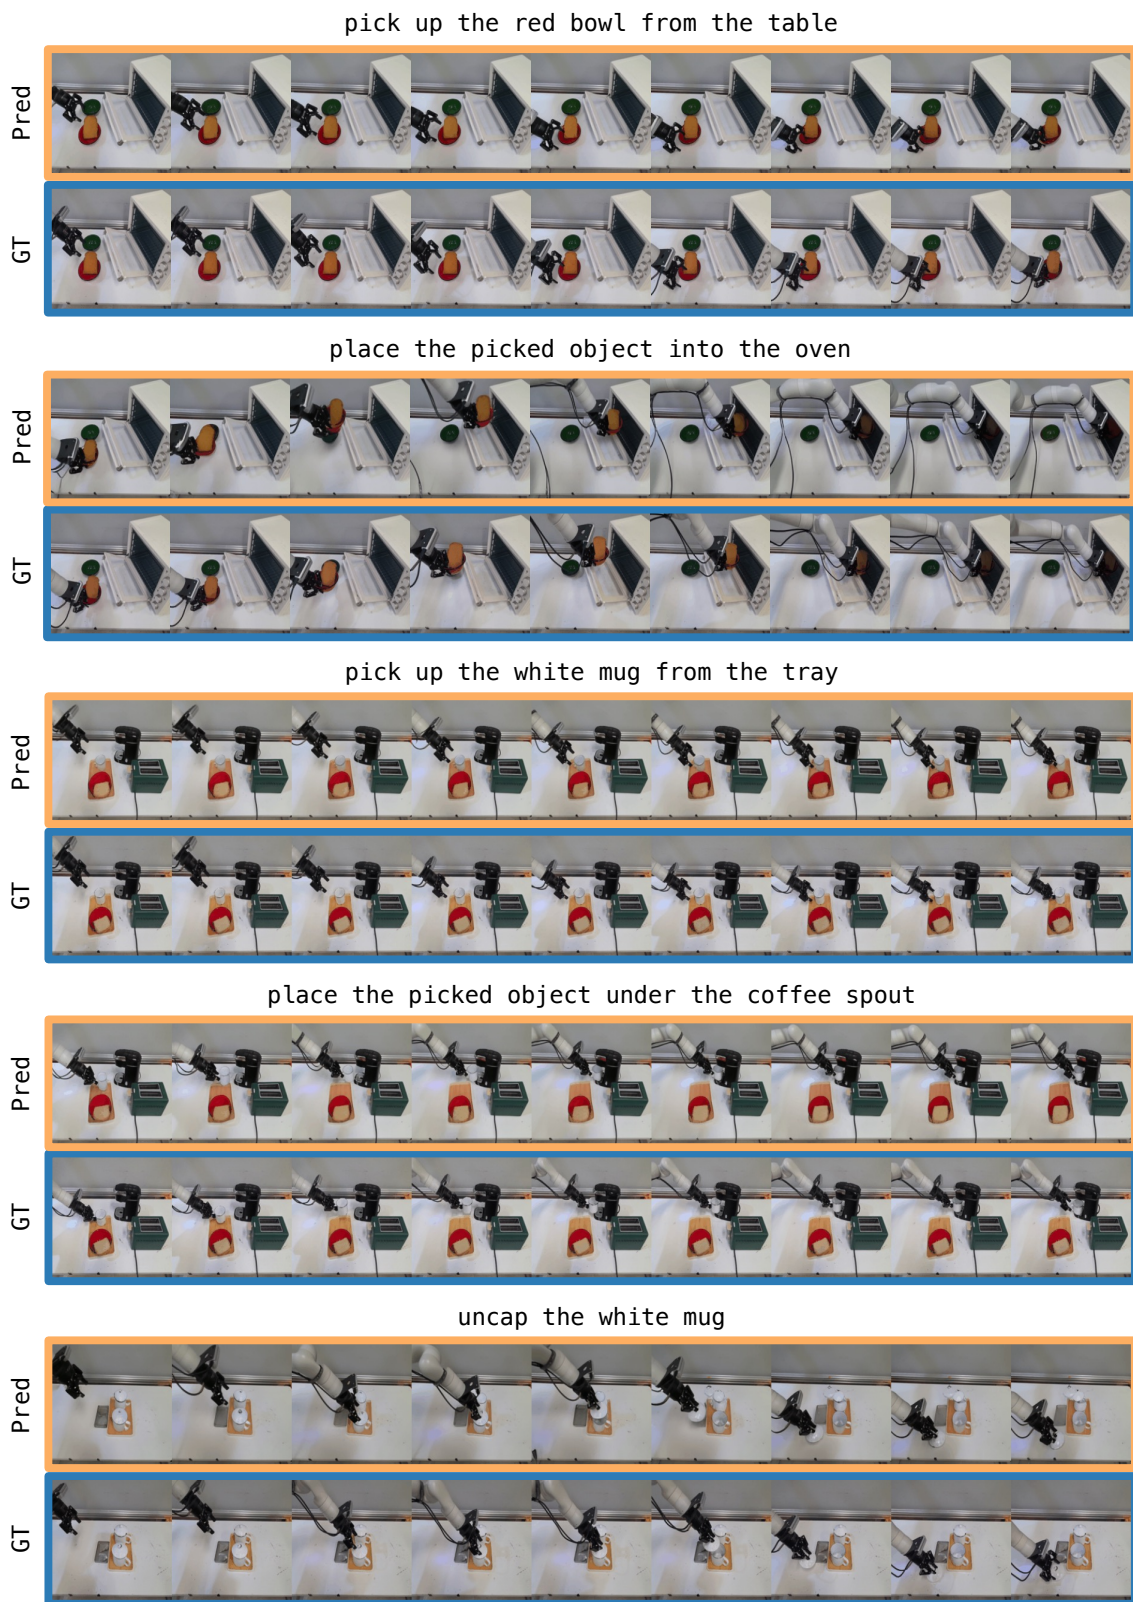 pick up the red bowl from the table
Pred
GT
place the picked object into the oven
Pred
GT
pick up the white mug from the tray
Pred
GT
place the picked object under the coffee spout
Pred
GT
uncap the white mug
Pred
GT